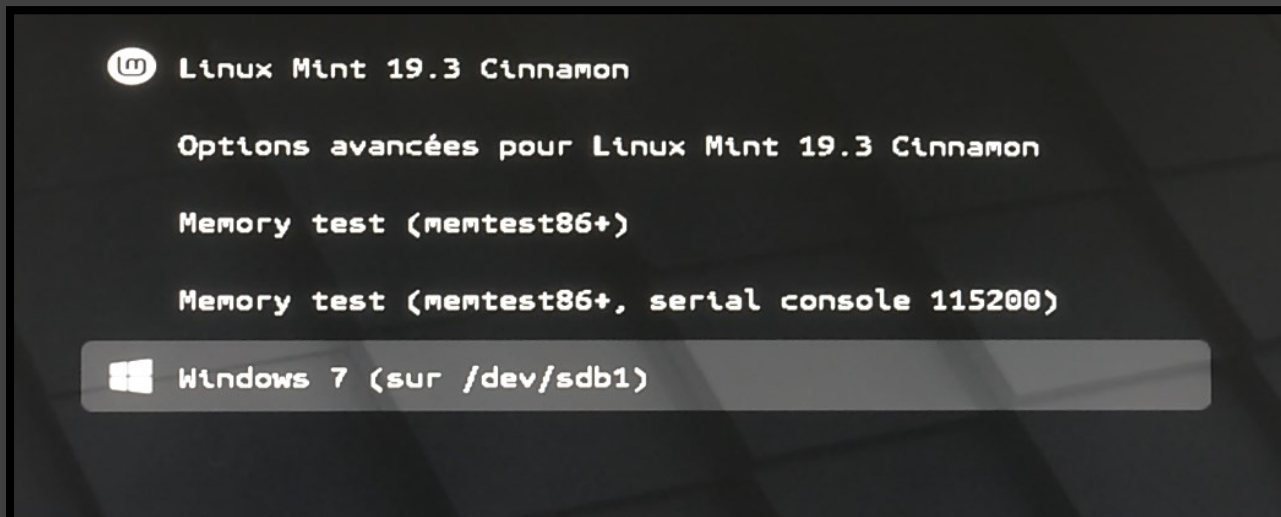 Linux Mint 19.3 Cinnamon
Options avancées pour Linux Mint 19.3 Cinnamon
Memory test (memtest86+)
Memory test (memtest86+, serial console 115200)
Windows 7 (sur /dev/sdb1)